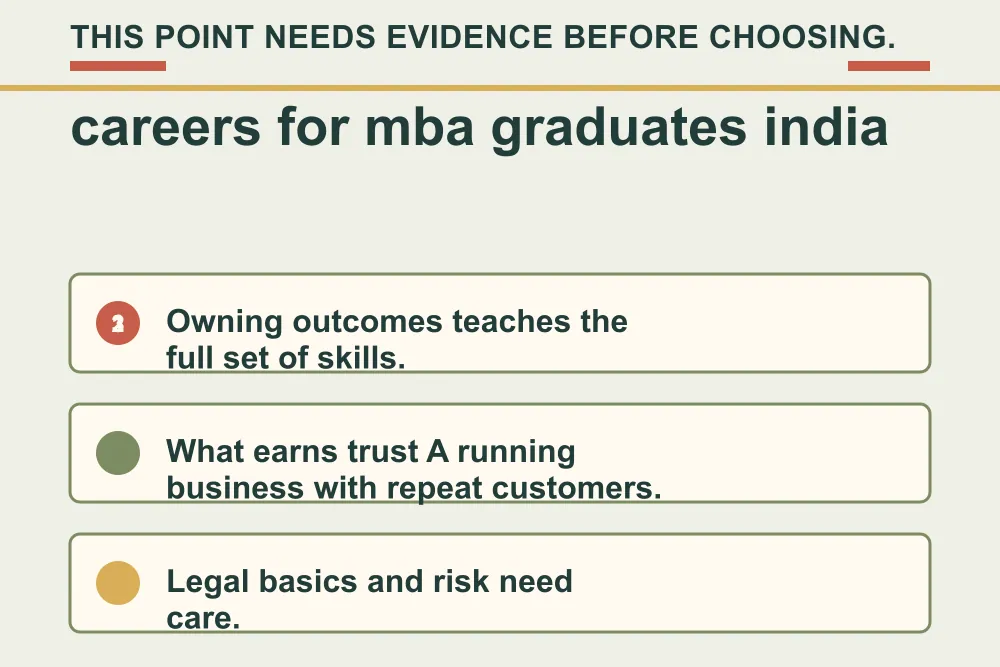 THIS POINT NEEDS EVIDENCE BEFORE CHOOSING.
careers for mba graduates india
Owning outcomes teaches the
full set of skills.
What earns trust A running
business with repeat customers.
Legal basics and risk need
care.